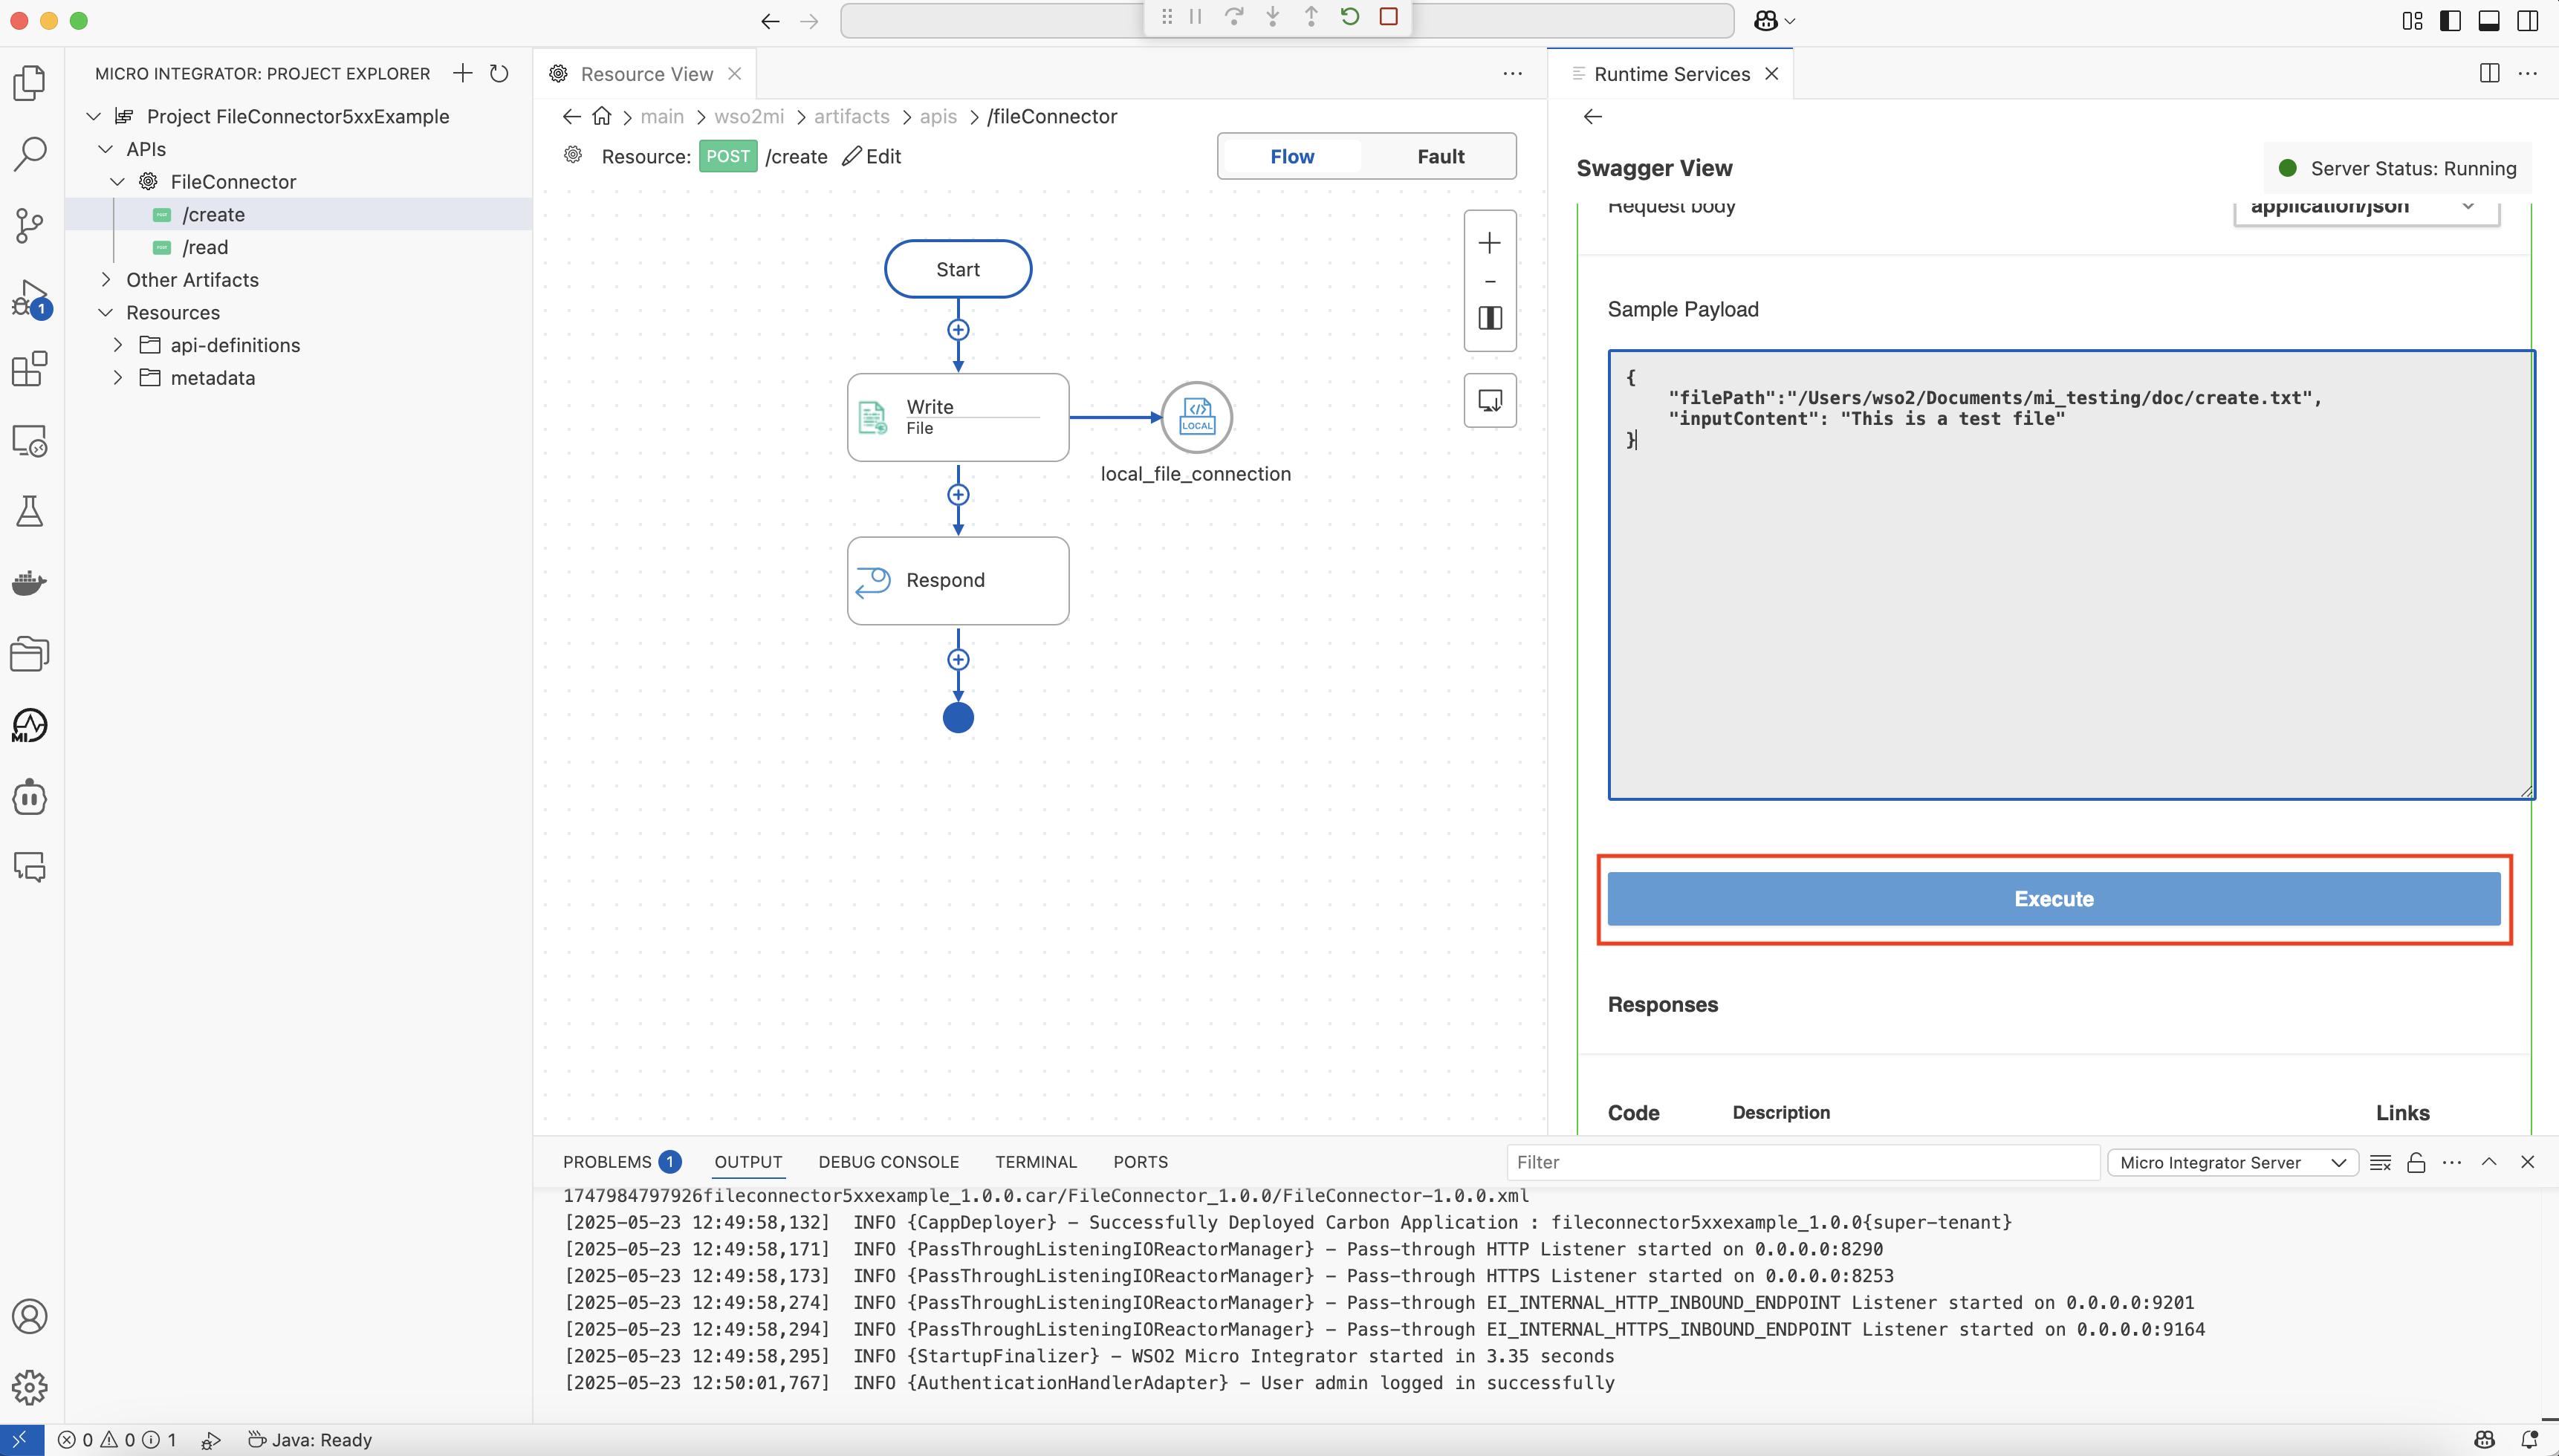 MICRO INTEGRATOR: PROJECT EXPLORER
Project FileConnector5xxExample
APIs
FileConnector
/create
/read
Other Artifacts
Resources
api-definitions
metadata
1
MI
Resource View
main wso2mi artifacts apis /fileConnector
Resource: POST /create Edit
Flow Fault
Start
Write
File
LOCAL
local_file_connection
Respond
Runtime Services
Swagger View
Server Status: Running
Request body
application/json
Sample Payload
{
"filePath":"/Users/wso2/Documents/mi_testing/doc/create.txt",
"inputContent": "This is a test file"
}
Execute
Responses
Code Description Links
PROBLEMS 1 OUTPUT DEBUG CONSOLE TERMINAL PORTS
Filter
Micro Integrator Server
1747984797926fileconnector5xxexample_1.0.0.car/FileConnector_1.0.0/FileConnector-1.0.0.xml
[2025-05-23 12:49:58,132] INFO {CappDeployer} – Successfully Deployed Carbon Application : fileconnector5xxexample_1.0.0{super-tenant}
[2025-05-23 12:49:58,171] INFO {PassThroughListeningIOReactorManager} – Pass-through HTTP Listener started on 0.0.0.0:8290
[2025-05-23 12:49:58,173] INFO {PassThroughListeningIOReactorManager} – Pass-through HTTPS Listener started on 0.0.0.0:8253
[2025-05-23 12:49:58,274] INFO {PassThroughListeningIOReactorManager} – Pass-through EI_INTERNAL_HTTP_INBOUND_ENDPOINT Listener started on 0.0.0.0:9201
[2025-05-23 12:49:58,294] INFO {PassThroughListeningIOReactorManager} – Pass-through EI_INTERNAL_HTTPS_INBOUND_ENDPOINT Listener started on 0.0.0.0:9164
[2025-05-23 12:49:58,295] INFO {StartupFinalizer} – WSO2 Micro Integrator started in 3.35 seconds
[2025-05-23 12:50:01,767] INFO {AuthenticationHandlerAdapter} – User admin logged in successfully
0 0 1 Java: Ready